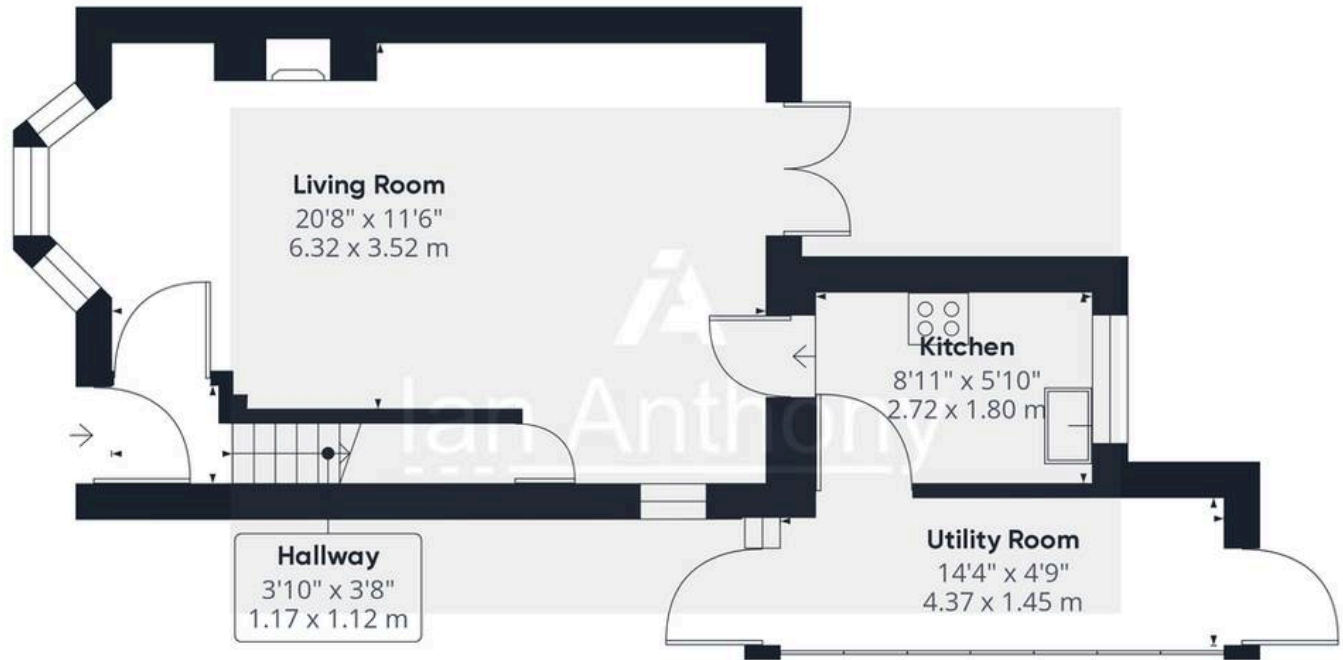 Living Room
20'8" x 11'6"
6.32 x 3.52 m
Kitchen
8'11" x 5'10"
2.72 x 1.80 m
Ian Anthony
Hallway
3'10" x 3'8"
1.17 x 1.12 m
Utility Room
14'4" x 4'9"
4.37 x 1.45 m